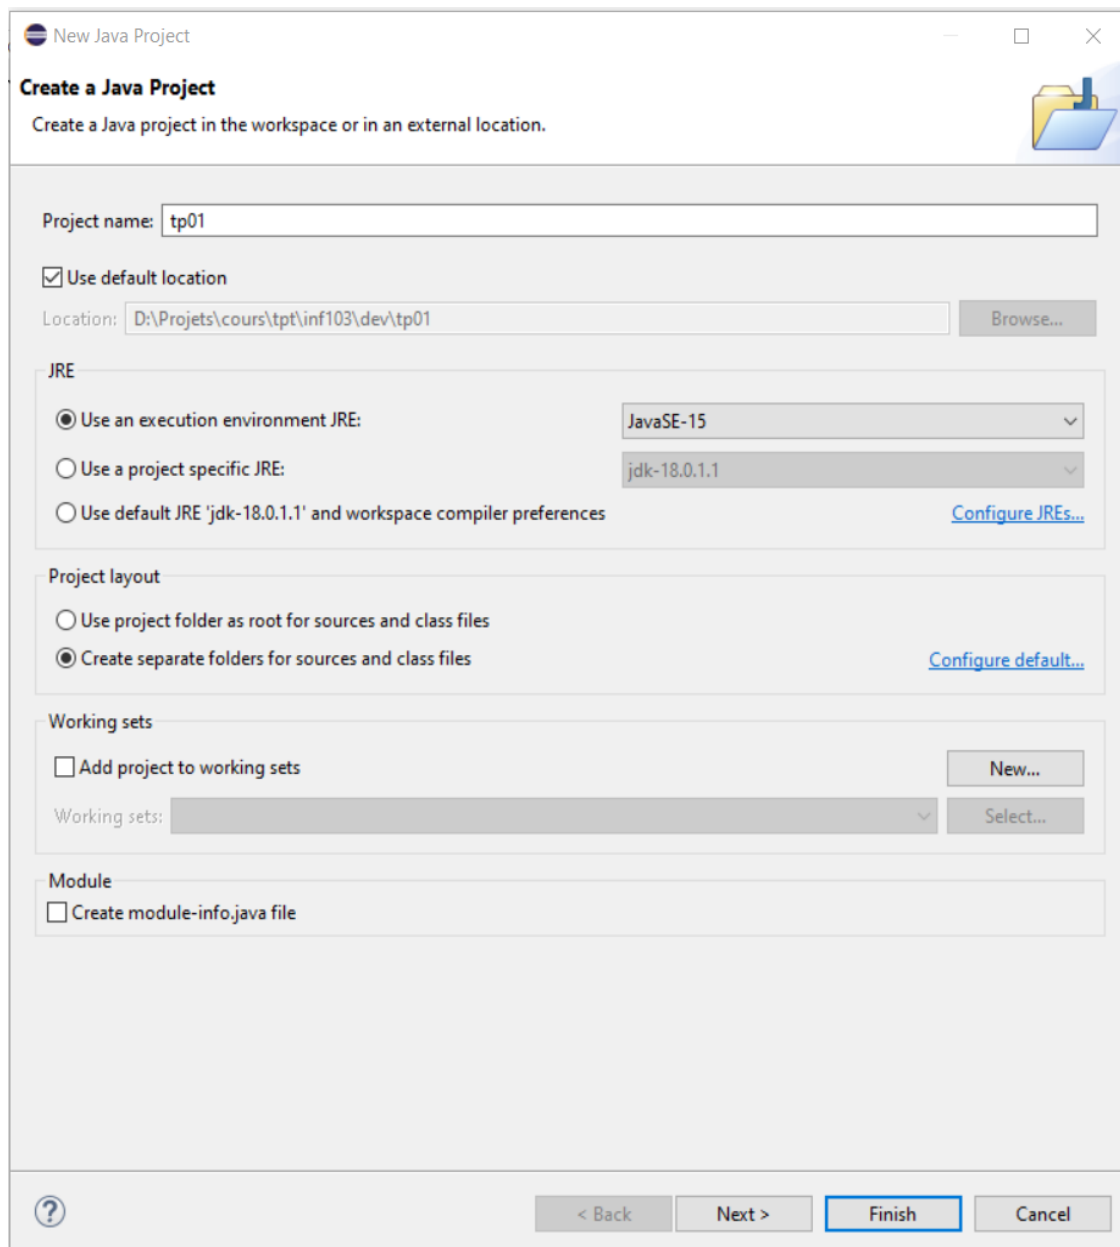 New Java Project
Create a Java Project
Create a Java project in the workspace or in an external location.
Project name: tp01
Use default location
Location: D:\Projets\cours\tpt\inf103\dev\tp01 Browse...
JRE
Use an execution environment JRE: JavaSE-15
Use a project specific JRE: jdk-18.0.1.1
Use default JRE 'jdk-18.0.1.1' and workspace compiler preferences Configure JREs...
Project layout
Use project folder as root for sources and class files
Create separate folders for sources and class files Configure default...
Working sets
Add project to working sets New...
Working sets: Select...
Module
Create module-info.java file
? < Back Next > Finish Cancel